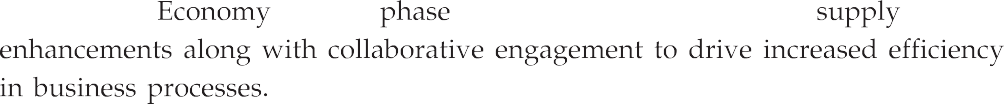 Economy phase supply
enhancements along with collaborative engagement to drive increased efficiency
in business processes.